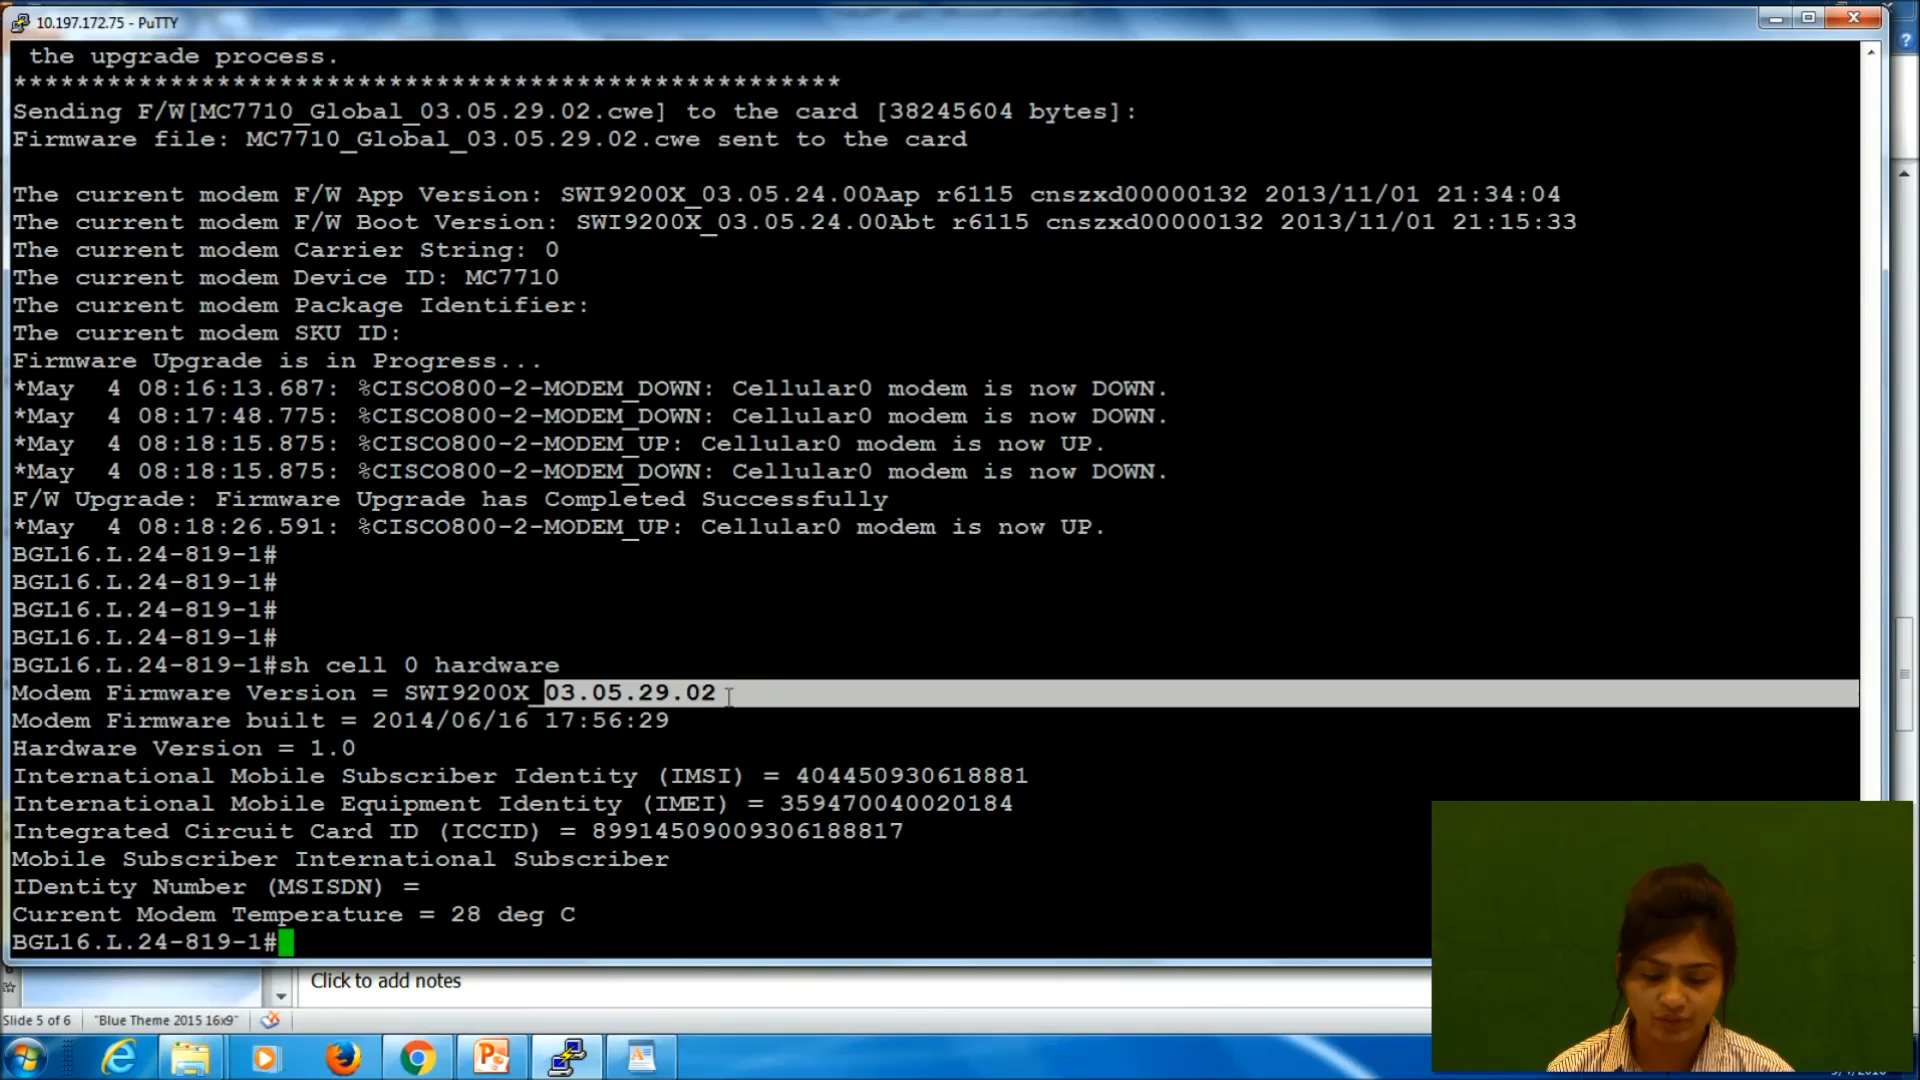 10.197.172.75 - PuTTY
the upgrade process.
*****************************************************
Sending F/W[MC7710_Global_03.05.29.02.cwe] to the card [38245604 bytes]:
Firmware file: MC7710_Global_03.05.29.02.cwe sent to the card
The current modem F/W App Version: SWI9200X_03.05.24.00Aap r6115 cnszxd00000132 2013/11/01 21:34:04
The current modem F/W Boot Version: SWI9200X_03.05.24.00Abt r6115 cnszxd00000132 2013/11/01 21:15:33
The current modem Carrier String: 0
The current modem Device ID: MC7710
The current modem Package Identifier:
The current modem SKU ID:
Firmware Upgrade is in Progress...
*May  4 08:16:13.687: %CISCO800-2-MODEM_DOWN: Cellular0 modem is now DOWN.
*May  4 08:17:48.775: %CISCO800-2-MODEM_DOWN: Cellular0 modem is now DOWN.
*May  4 08:18:15.875: %CISCO800-2-MODEM_UP: Cellular0 modem is now UP.
*May  4 08:18:15.875: %CISCO800-2-MODEM_DOWN: Cellular0 modem is now DOWN.
F/W Upgrade: Firmware Upgrade has Completed Successfully
*May  4 08:18:26.591: %CISCO800-2-MODEM_UP: Cellular0 modem is now UP.
BGL16.L.24-819-1#
BGL16.L.24-819-1#
BGL16.L.24-819-1#
BGL16.L.24-819-1#
BGL16.L.24-819-1#sh cell 0 hardware
Modem Firmware Version = SWI9200X_03.05.29.02
Modem Firmware built = 2014/06/16 17:56:29
Hardware Version = 1.0
International Mobile Subscriber Identity (IMSI) = 404450930618881
International Mobile Equipment Identity (IMEI) = 359470040020184
Integrated Circuit Card ID (ICCID) = 89914509009306188817
Mobile Subscriber International Subscriber
IDentity Number (MSISDN) =
Current Modem Temperature = 28 deg C
BGL16.L.24-819-1#
Click to add notes
Slide 5 of 6
"Blue Theme 2015 16x9"